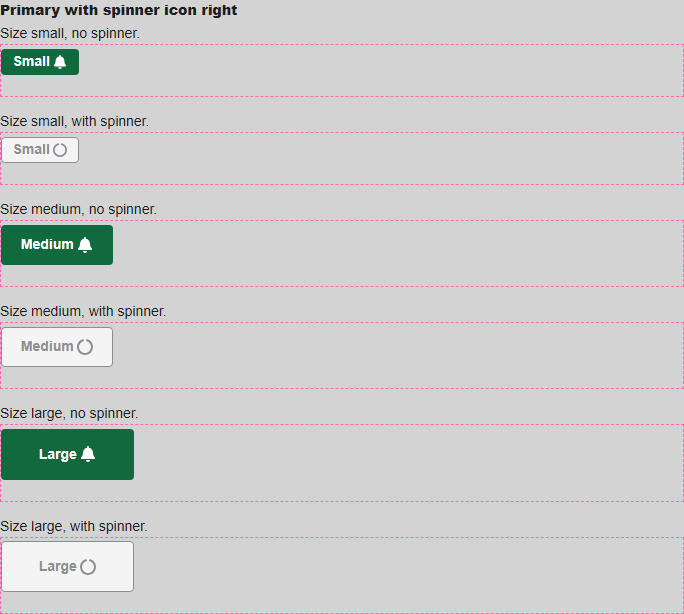 Primary with spinner icon right
Size small, no spinner.
Small
Size small, with spinner.
Small
Size medium, no spinner.
Medium
Size medium, with spinner.
Medium
Size large, no spinner.
Large
Size large, with spinner.
Large